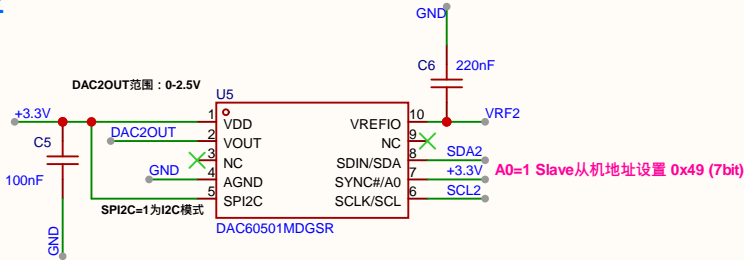 GND
C6 220nF
DAC2OUT范围：0-2.5V
U5
+3.3V
1 VDD
VREFIO 10
VRF2
C5
DAC2OUT
2 VOUT
NC 9
3 NC
SDIN/SDA 8
SDA2
GND
4 AGND
SYNC#/A0 7
+3.3V
A0=1 Slave从机地址设置 0x49 (7bit)
100nF
5 SPI2C
SCLK/SCL 6
SCL2
SPI2C=1为I2C模式
DAC60501MDGSR
GND